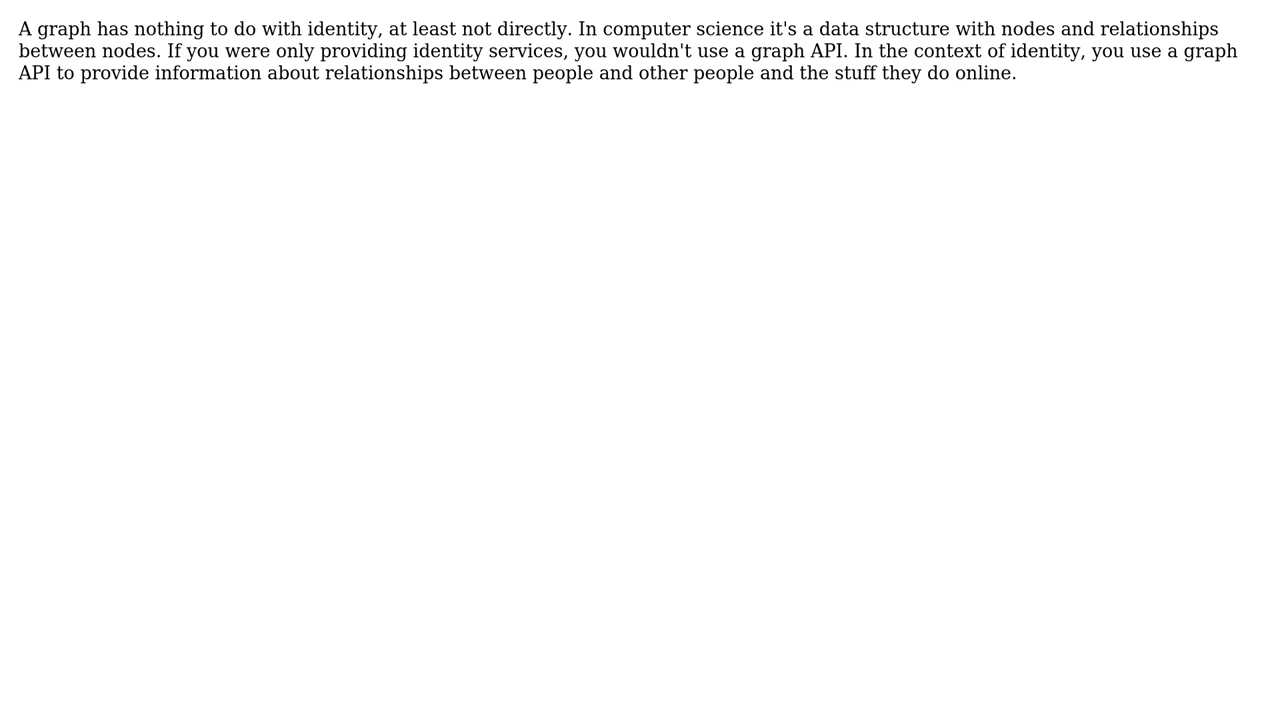 A graph has nothing to do with identity, at least not directly. In computer science it's a data structure with nodes and relationships
between nodes. If you were only providing identity services, you wouldn't use a graph API. In the context of identity, you use a graph
API to provide information about relationships between people and other people and the stuff they do online.